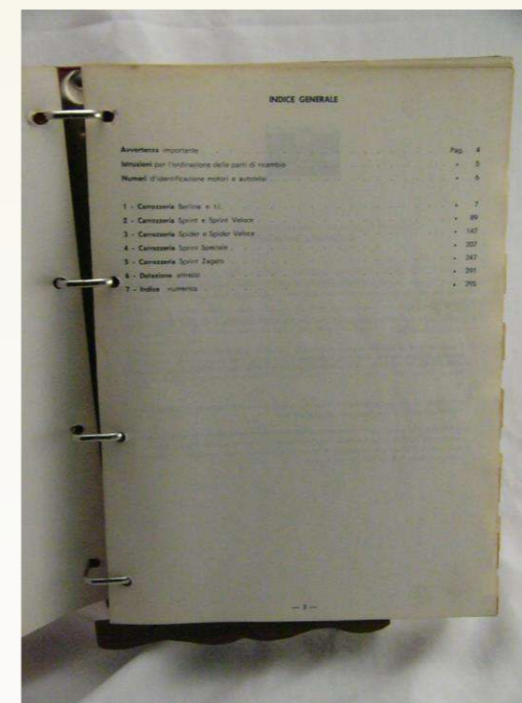 INDICE GENERALE
Avvertenza importante . . . Pag. 4
Istruzioni per l'ordinazione delle parti di ricambio . . . » 5
Numeri d'identificazione motori e autotelai . . . » 6
1 - Carrozzeria Berlina e t.i. . . . » 7
2 - Carrozzeria Sprint e Sprint Veloce . . . » 89
3 - Carrozzeria Spider e Spider Veloce . . . » 147
4 - Carrozzeria Sprint Speciale . . . » 207
5 - Carrozzeria Sprint Zagato . . . » 247
6 - Dotazione attrezzi . . . » 291
7 - Indice numerico . . . » 295
— 3 —